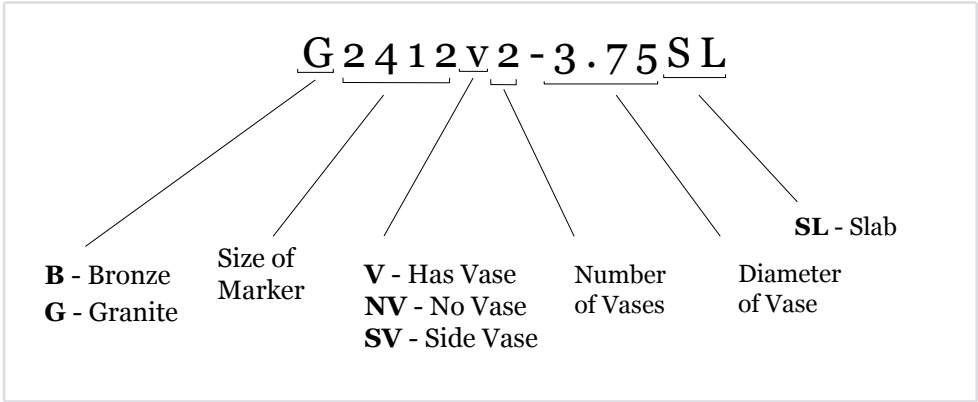 G2412v2-3.75SL
B - Bronze
G - Granite
Size of
Marker
V - Has Vase
NV - No Vase
SV - Side Vase
Number
of Vases
Diameter
of Vase
SL - Slab